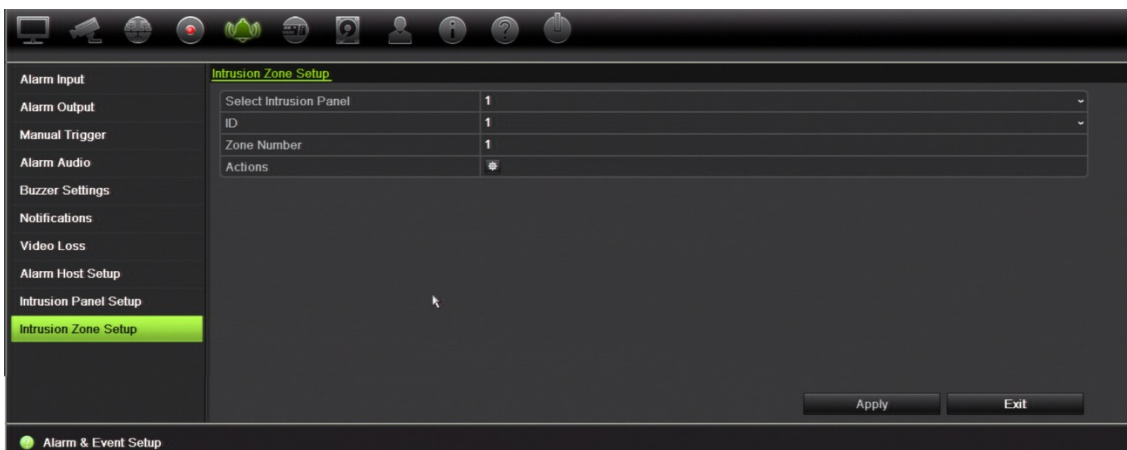 Alarm Input
Alarm Output
Manual Trigger
Alarm Audio
Buzzer Settings
Notifications
Video Loss
Alarm Host Setup
Intrusion Panel Setup
Intrusion Zone Setup
Intrusion Zone Setup
Select Intrusion Panel 1
ID 1
Zone Number 1
Actions
Apply Exit
Alarm & Event Setup